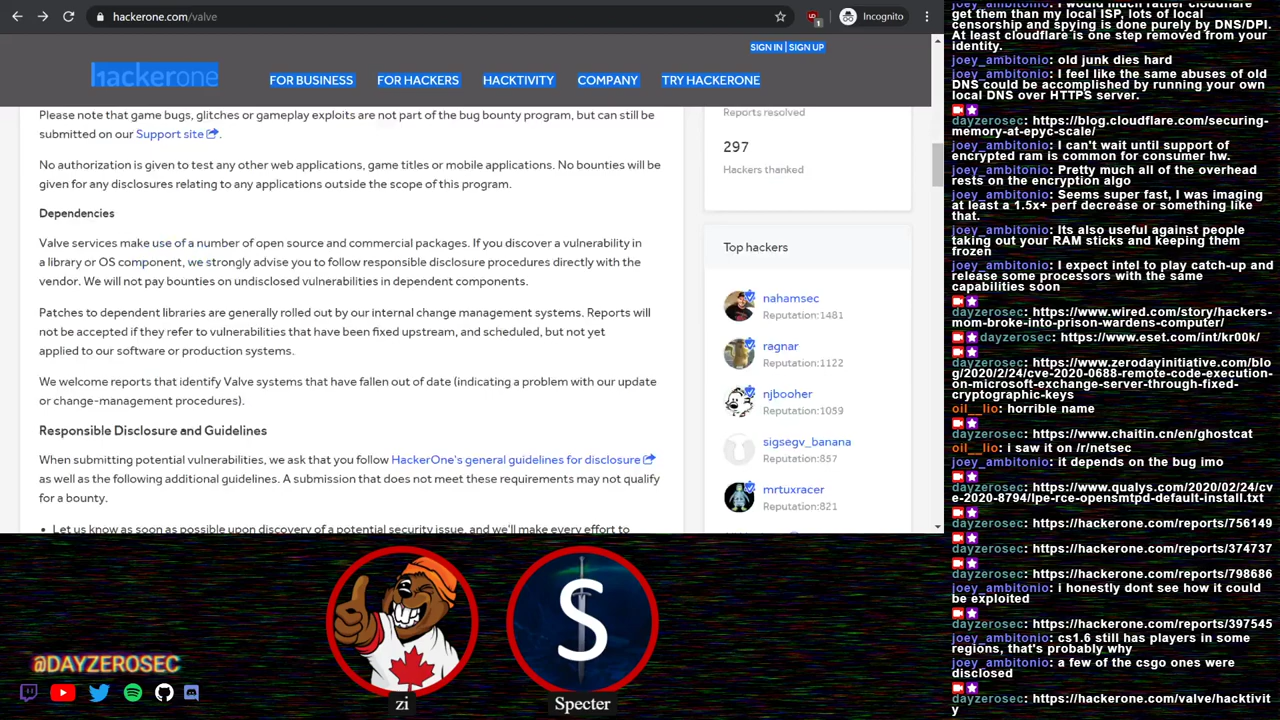 hackerone.com/valve
1
Incognito
SIGN IN | SIGN UP
hackerone
FOR BUSINESS
FOR HACKERS
HACKTIVITY
COMPANY
TRY HACKERONE
Please note that game bugs, glitches or gameplay exploits are not part of the bug bounty program, but can still be
submitted on our Support site.
No authorization is given to test any other web applications, game titles or mobile applications. No bounties will be
given for any disclosures relating to any applications outside the scope of this program.
Dependencies
Valve services make use of a number of open source and commercial packages. If you discover a vulnerability in
a library or OS component, we strongly advise you to follow responsible disclosure procedures directly with the
vendor. We will not pay bounties on undisclosed vulnerabilities in dependent components.
Patches to dependent libraries are generally rolled out by our internal change management systems. Reports will
not be accepted if they refer to vulnerabilities that have been fixed upstream, and scheduled, but not yet
applied to our software or production systems.
We welcome reports that identify Valve systems that have fallen out of date (indicating a problem with our update
or change-management procedures).
Responsible Disclosure and Guidelines
When submitting potential vulnerabilities, we ask that you follow HackerOne's general guidelines for disclosure
as well as the following additional guidelines. A submission that does not meet these requirements may not qualify
for a bounty.
• Let us know as soon as possible upon discovery of a potential security issue, and we'll make every effort to
Reports resolved
297
Hackers thanked
Top hackers
nahamsec
Reputation:1481
ragnar
Reputation:1122
njbooher
Reputation:1059
sigsegv_banana
Reputation:857
mrtuxracer
Reputation:821
@DAYZEROSEC
zi
S
Specter
joey_ambitonio: I would much rather cloudflare
get them than my local ISP, lots of local
censorship and spying is done purely by DNS/DPI.
At least cloudflare is one step removed from your
identity.
joey_ambitonio: old junk dies hard
joey_ambitonio: I feel like the same abuses of old
DNS could be accomplished by running your own
local DNS over HTTPS server.
dayzerosec: https://blog.cloudflare.com/securing-
memory-at-epyc-scale/
joey_ambitonio: I can't wait until support of
encrypted ram is common for consumer hw.
joey_ambitonio: Pretty much all of the overhead
rests on the encryption algo
joey_ambitonio: Seems super fast, I was imaging
at least a 1.5x+ perf decrease or something like
that.
joey_ambitonio: Its also useful against people
taking out your RAM sticks and keeping them
frozen
joey_ambitonio: I expect intel to play catch-up and
release some processors with the same
capabilities soon
dayzerosec: https://www.wired.com/story/hackers-
mom-broke-into-prison-wardens-computer/
dayzerosec: https://www.eset.com/int/kr00k/
dayzerosec: https://www.zerodayinitiative.com/blo
g/2020/2/24/cve-2020-0688-remote-code-execution-
on-microsoft-exchange-server-through-fixed-
cryptographic-keys
oil__lio: horrible name
dayzerosec: https://www.chaitin.cn/en/ghostcat
oil__lio: i saw it on /r/netsec
joey_ambitonio: it depends on the bug imo
dayzerosec: https://www.qualys.com/2020/02/24/cv
e-2020-8794/lpe-rce-opensmtpd-default-install.txt
dayzerosec: https://hackerone.com/reports/756149
dayzerosec: https://hackerone.com/reports/374737
dayzerosec: https://hackerone.com/reports/798686
joey_ambitonio: i honestly dont see how it could
be exploited
dayzerosec: https://hackerone.com/reports/397545
joey_ambitonio: cs1.6 still has players in some
regions, that's probably why
joey_ambitonio: a few of the csgo ones were
disclosed
dayzerosec: https://hackerone.com/valve/hacktivit
y